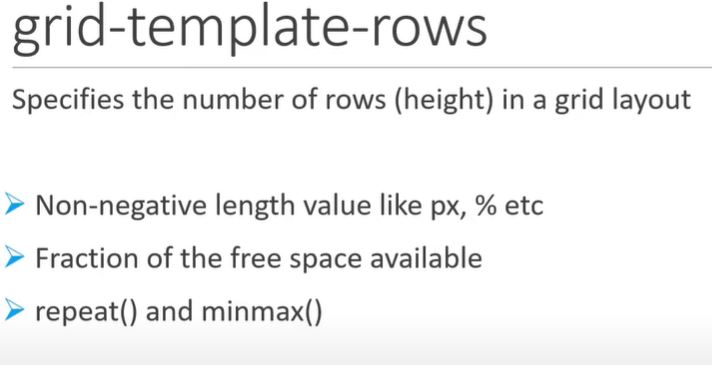 grid-template-rows
Specifies the number of rows (height) in a grid layout
Non-negative length value like px, % etc
Fraction of the free space available
repeat() and minmax()